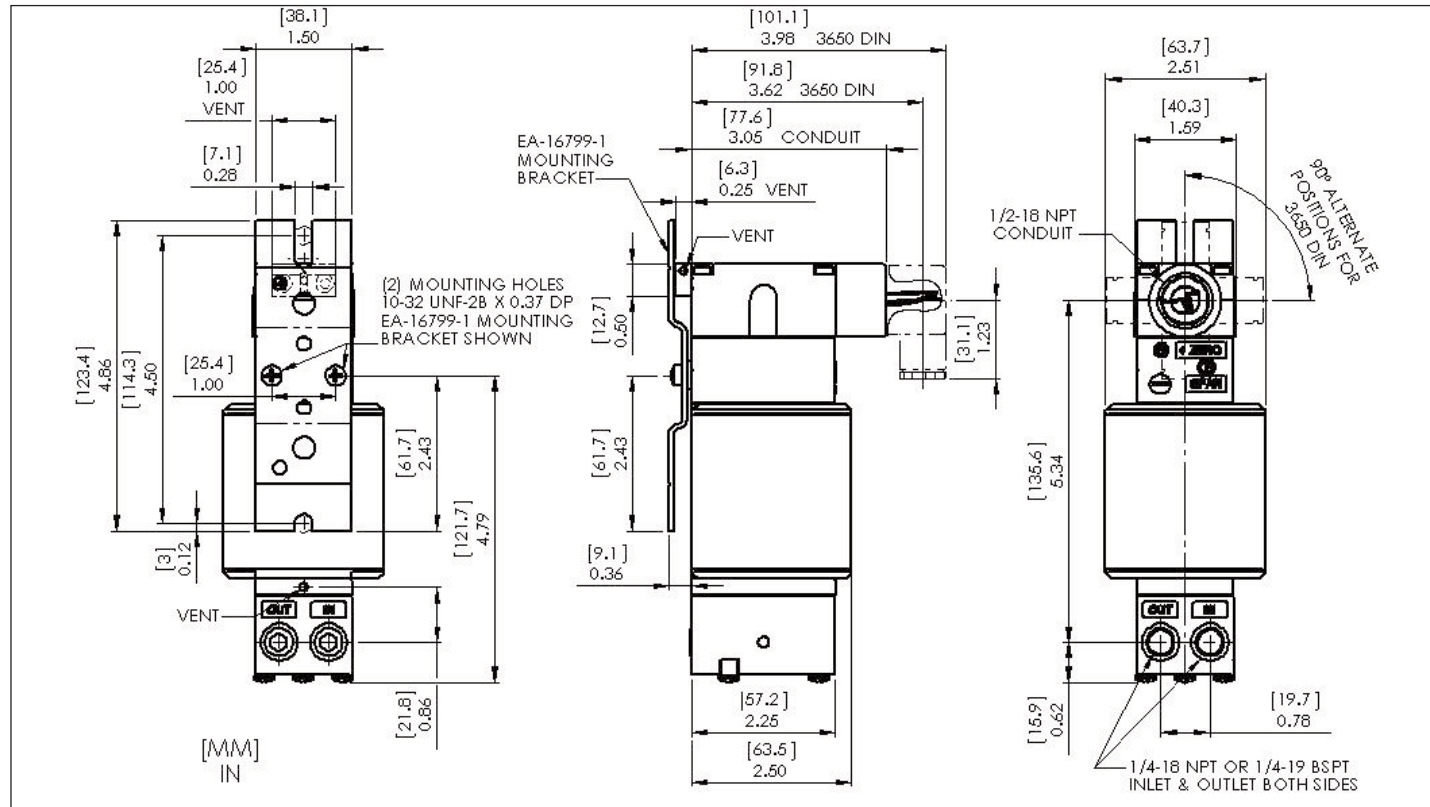 [38.1]
1.50
[25.4]
1.00
VENT
[7.1]
0.28
[123.4]
4.86
[114.3]
4.50
(2) MOUNTING HOLES
10-32 UNF-2B X 0.37 DP
EA-16799-1 MOUNTING
BRACKET SHOWN
[25.4]
1.00
[61.7]
2.43
[121.7]
4.79
[3]
0.12
VENT
OUT
IN
[21.8]
0.86
[MM]
IN
[101.1]
3.98 3650 DIN
[91.8]
3.62 3650 DIN
[77.6]
3.05 CONDUIT
EA-16799-1
MOUNTING
BRACKET
[6.3]
0.25 VENT
VENT
[12.7]
0.50
[31.1]
1.23
[61.7]
2.43
[9.1]
0.36
[57.2]
2.25
[63.5]
2.50
[63.7]
2.51
[40.3]
1.59
90° ALTERNATE
POSITIONS FOR
3650 DIN
1/2-18 NPT
CONDUIT
ZERO
SPAN
[135.6]
5.34
OUT
IN
[15.9]
0.62
[19.7]
0.78
1/4-18 NPT OR 1/4-19 BSPT
INLET & OUTLET BOTH SIDES